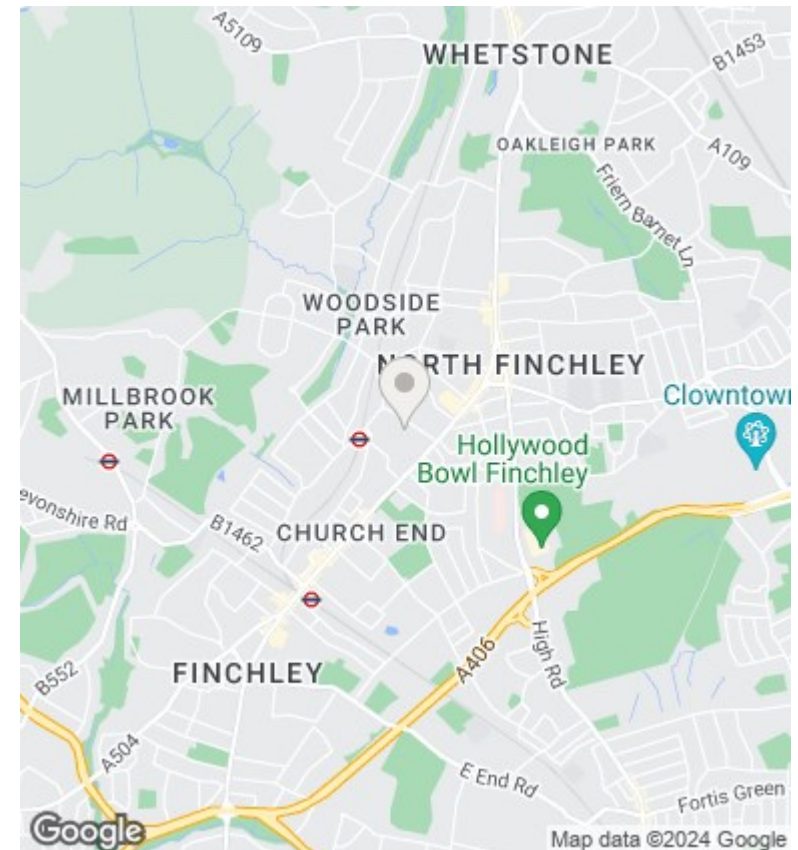 A5109
WHETSTONE
B1453
OAKLEIGH PARK
A109
Friern Barnet Ln
WOODSIDE
PARK
NORTH FINCHLEY
MILLBROOK
PARK
Clowntown
Hollywood
Bowl Finchley
evonshire Rd
B1462
CHURCH END
High Rd
A406
FINCHLEY
B552
A504
E End Rd
Fortis Green
Google
Map data ©2024 Google